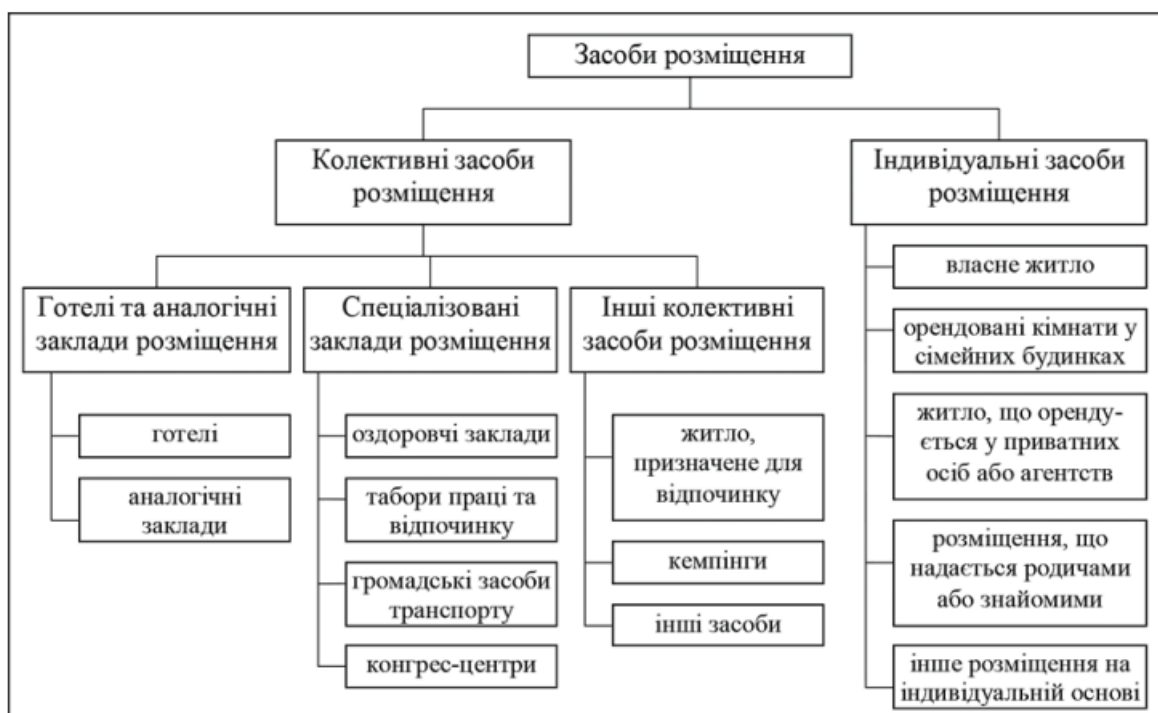 Засоби розміщення
Колективні засоби
розміщення
Індивідуальні засоби
розміщення
Готелі та аналогічні
заклади розміщення
готелі
аналогічні
заклади
Спеціалізовані
заклади розміщення
оздоровчі заклади
табори праці та
відпочинку
громадські засоби
транспорту
конгрес-центри
Інші колективні
засоби розміщення
житло,
призначене для
відпочинку
кемпінги
інші засоби
власне житло
орендовані кімнати у
сімейних будинках
житло, що оренду-
ється у приватних
осіб або агентств
розміщення, що
надається родичами
або знайомими
інше розміщення на
індивідуальній основі